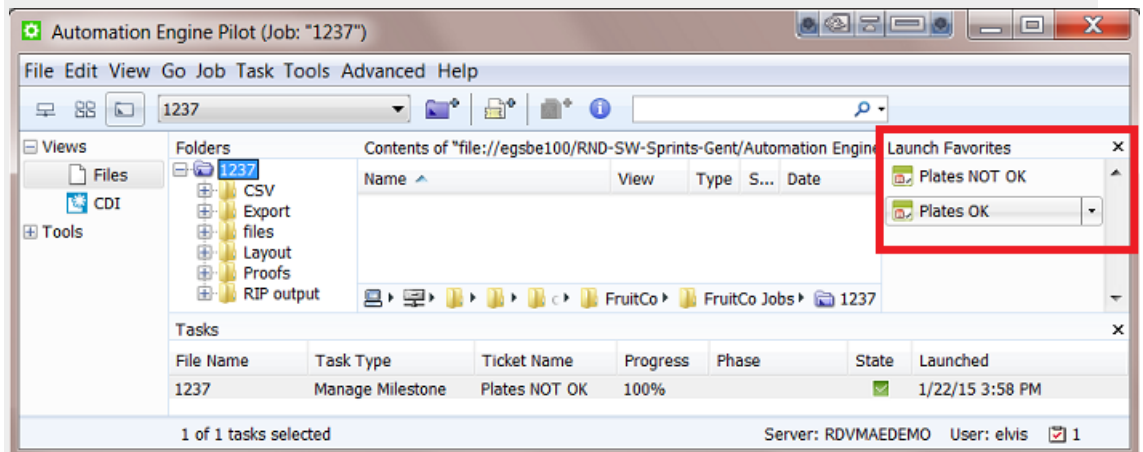 Automation Engine Pilot (Job: "1237")
File Edit View Go Job Task Tools Advanced Help
1237
Views
Files
CDI
Tools
Folders
1237
CSV
Export
files
Layout
Proofs
RIP output
Contents of "file://egsbe100/RND-SW-Sprints-Gent/Automation Engine
Name View Type S... Date
FruitCo FruitCo Jobs 1237
Launch Favorites
Plates NOT OK
Plates OK
Tasks
File Name Task Type Ticket Name Progress Phase State Launched
1237 Manage Milestone Plates NOT OK 100% 1/22/15 3:58 PM
1 of 1 tasks selected Server: RDVMAEDEMO User: elvis 1